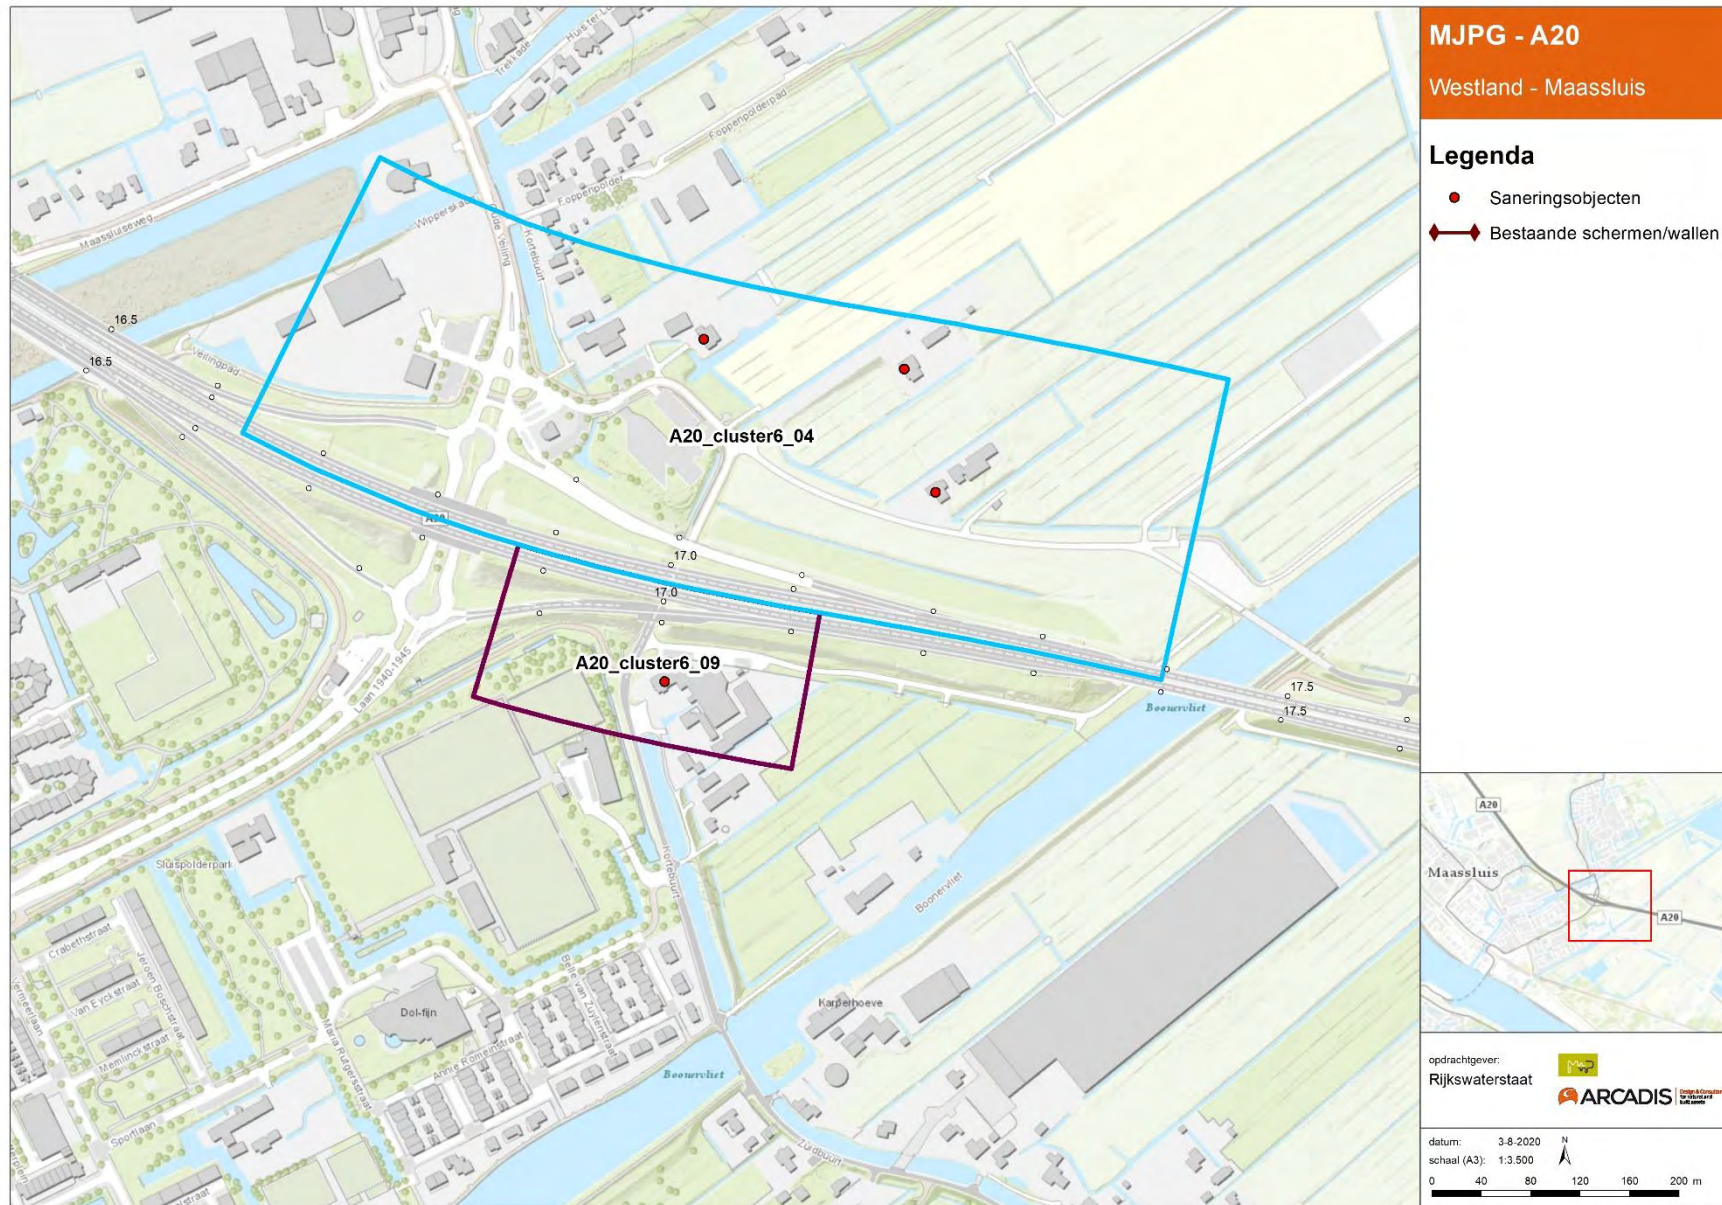 MJPG - A20
Westland - Maassluis
Legenda
Saneringsobjecten
Bestaande schermen/wallen
Trekkade
Foppenpolderpad
Foppenpolder
Maassluiseweg
Oude Veiling
Kortebuurt
Veilingpad
16.5
16.5
A20_cluster6_04
A20
17.0
17.0
A20_cluster6_09
Laan 1940-1945
17.5
17.5
Boonervliet
Sluispolderpark
Kortebuurt
Boonervliet
Crabethstraat
Jeroen Boschstraat
Van Eyckstraat
Memlinckstraat
Maria Rutgersstraat
Dol-fijn
Belle van Zuylenstraat
Annie Romeinstraat
Karperhoeve
Boonervliet
Sportlaan
Zuidbuurt
A20
Maassluis
A20
opdrachtgever:
Rijkswaterstaat
M+P
ARCADIS
datum: 3-8-2020
N
schaal (A3): 1:3.500
0 40 80 120 160 200 m